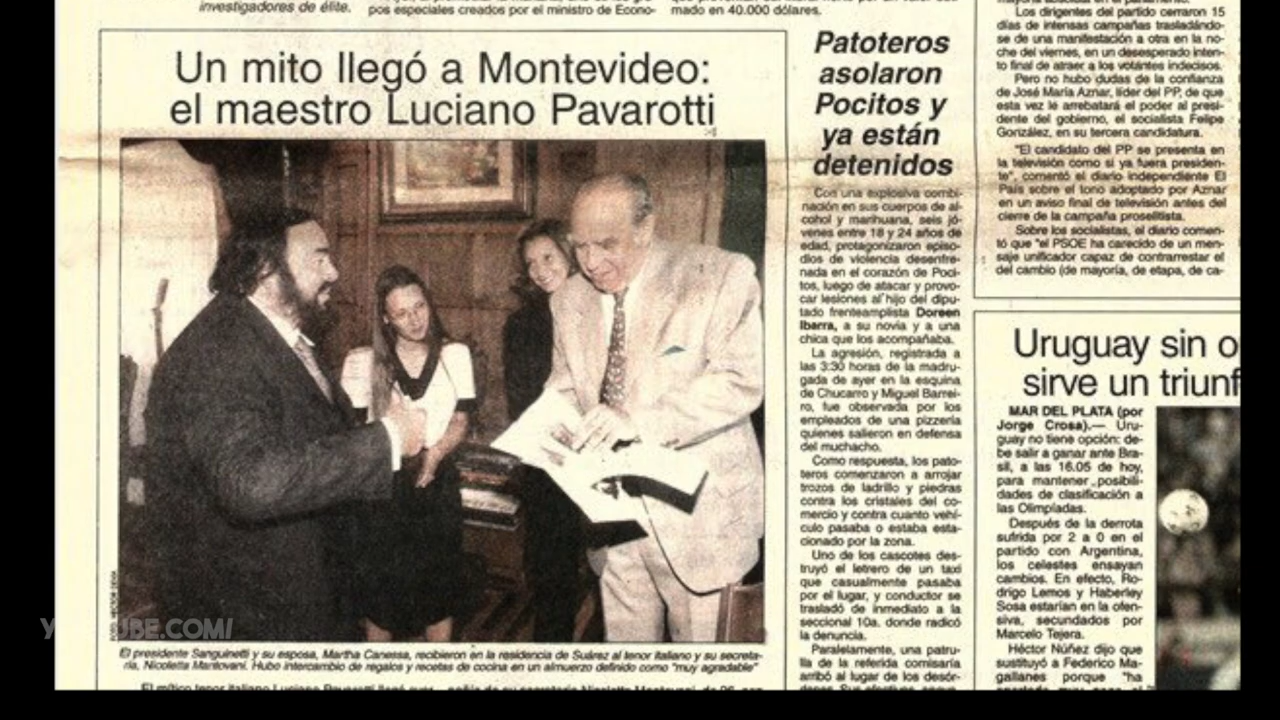 investigadores de élite.
pos especiales creados por el ministro de Econo-
mado en 40.000 dólares.
Un mito llegó a Montevideo:
el maestro Luciano Pavarotti
El presidente Sanguinetti y su esposa, Martha Canessa, recibieron en la residencia de Suárez al tenor italiano y su secreta-
ria, Nicoletta Mantovani. Hubo intercambio de regalos y recetas de cocina en un almuerzo definido como "muy agradable"
El mítico tenor italiano Luciano Pavarotti llegó
Patoteros
asolaron
Pocitos y
ya están
detenidos
Con una explosiva combi-
nación en sus cuerpos de al-
cohol y marihuana, seis jó-
venes entre 18 y 24 años de
edad, protagonizaron episo-
dios de violencia desenfre-
nada en el corazón de Poci-
tos, luego de atacar y provo-
car lesiones al hijo del dipu-
tado frenteamplista Doreen
Ibarra, a su novia y a una
chica que los acompañaba.
La agresión, registrada a
las 3:30 horas de la madru-
gada de ayer en la esquina
de Chucarro y Miguel Barrei-
ro, fue observada por los
empleados de una pizzería
quienes salieron en defensa
del muchacho.
Como respuesta, los pato-
teros comenzaron a arrojar
trozos de ladrillo y piedras
contra los cristales del co-
mercio y contra cuanto vehí-
culo pasaba o estaba esta-
cionado por la zona.
Uno de los cascotes des-
truyó el letrero de un taxi
que casualmente pasaba
por el lugar, y conductor se
trasladó de inmediato a la
seccional 10a. donde radicó
la denuncia.
Paralelamente, una patru-
lla de la referida comisaría
arribó al lugar de los desór-
Los dirigentes del partido cerraron 15
días de intensas campañas trasladándo-
se de una manifestación a otra en la no-
che del viernes, en un desesperado inten-
to final de atraer a los votantes indecisos.
Pero no hubo dudas de la confianza
de José María Aznar, líder del PP, de que
esta vez le arrebatará el poder al presi-
dente del gobierno, el socialista Felipe
González, en su tercera candidatura.
"El candidato del PP se presenta en
la televisión como si ya fuera presiden-
te", comentó el diario independiente El
País sobre el tono adoptado por Aznar
en un aviso final de televisión antes del
cierre de la campaña proselitista.
Sobre los socialistas, el diario comen-
tó que "el PSOE ha carecido de un men-
saje unificador capaz de contrarrestar el
del cambio (de mayoría, de etapa, de ca-
Uruguay sin o
sirve un triunf
MAR DEL PLATA (por
Jorge Crosa).— Uru-
guay no tiene opción: de-
be salir a ganar ante Bra-
sil, a las 16.05 de hoy,
para mantener posibili-
dades de clasificación a
las Olimpíadas.
Después de la derrota
sufrida por 2 a 0 en el
partido con Argentina,
los celestes ensayan
cambios. En efecto, Ro-
drigo Lemos y Haberley
Sosa estarían en la ofen-
siva, secundados por
Marcelo Tejera.
Héctor Núñez dijo que
sustituyó a Federico Ma-
gallanes porque "ha